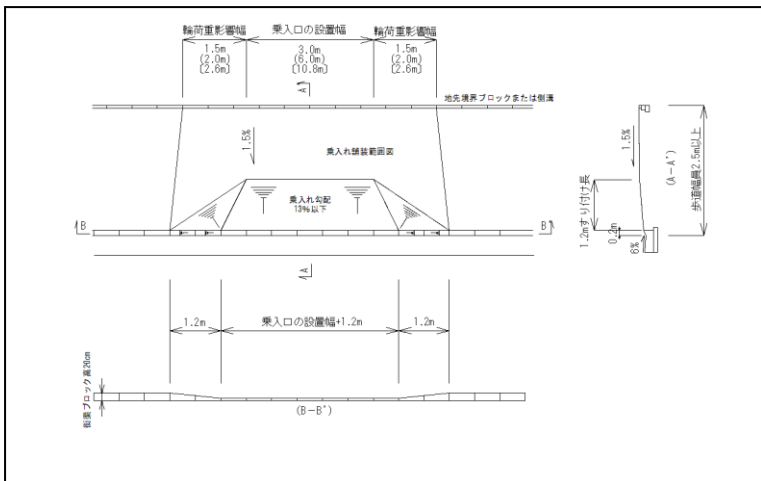 輪荷重影響幅 乗入口の設置幅 輪荷重影響幅
1.5m 3.0m 1.5m
(2.0m) (6.0m) (2.0m)
[2.6m] [10.8m] [2.6m]
A
地先境界ブロックまたは側溝
1.5%
乗入れ舗装範囲図
乗入れ勾配
13%以下
B B
A
1.5%
1.2mすり付け長
0.2m
6%
歩道幅員2.5m以上
(A-A')
1.2m 乗入口の設置幅+1.2m 1.2m
街渠ブロック高20cm
(B-B')